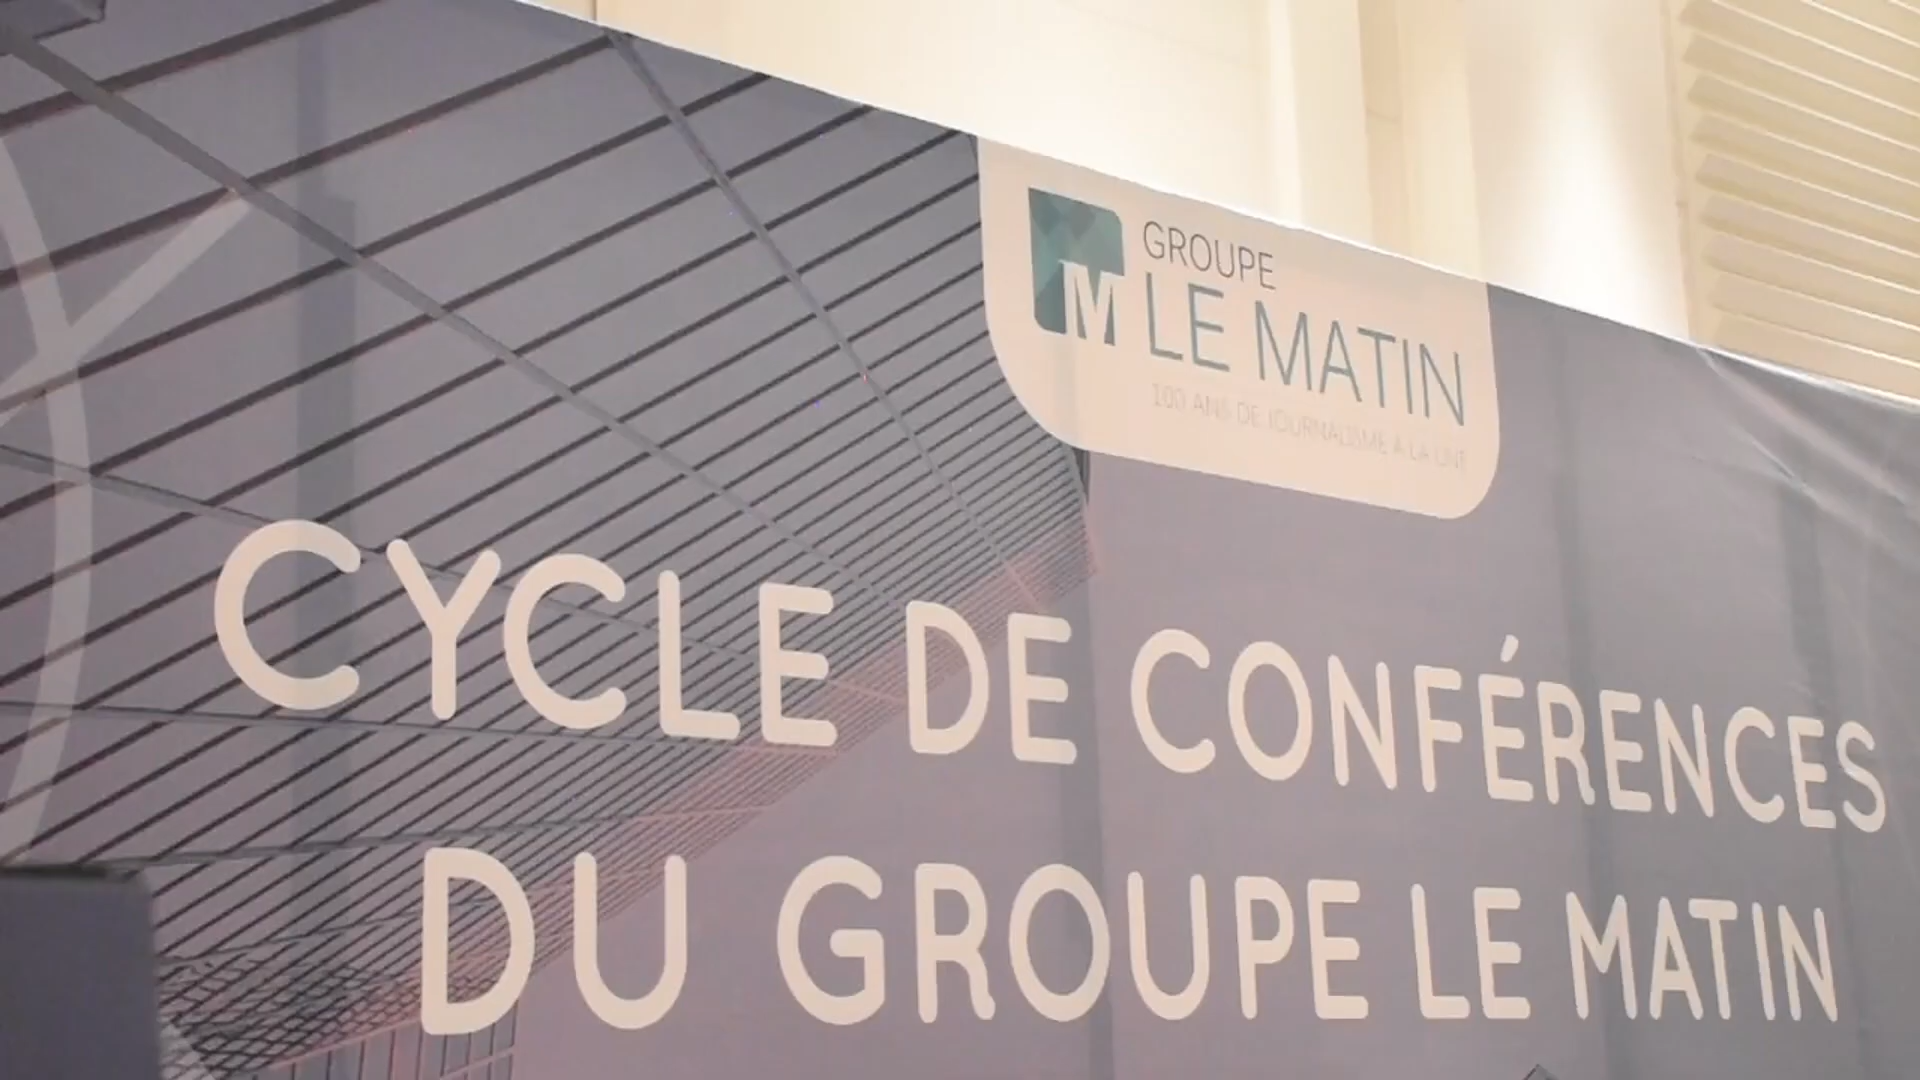 GROUPE
LE MATIN
100 ANS DE JOURNALISME À LA UNE
CYCLE DE CONFÉRENCES
DU GROUPE LE MATIN